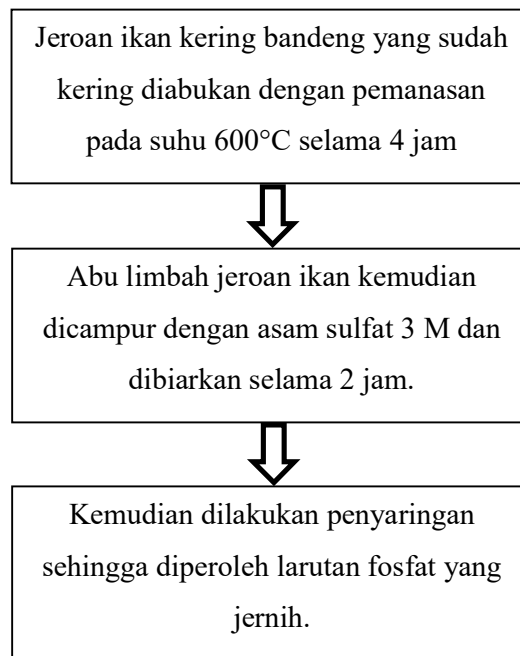 Jeroan ikan kering bandeng yang sudah
kering diabukan dengan pemanasan
pada suhu 600°C selama 4 jam
Abu limbah jeroan ikan kemudian
dicampur dengan asam sulfat 3 M dan
dibiarkan selama 2 jam.
Kemudian dilakukan penyaringan
sehingga diperoleh larutan fosfat yang
jernih.